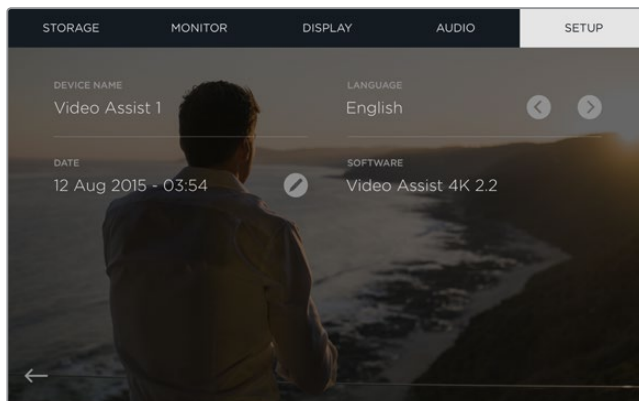 STORAGE MONITOR DISPLAY AUDIO SETUP
DEVICE NAME LANGUAGE
Video Assist 1 English
DATE SOFTWARE
12 Aug 2015 - 03:54 Video Assist 4K 2.2